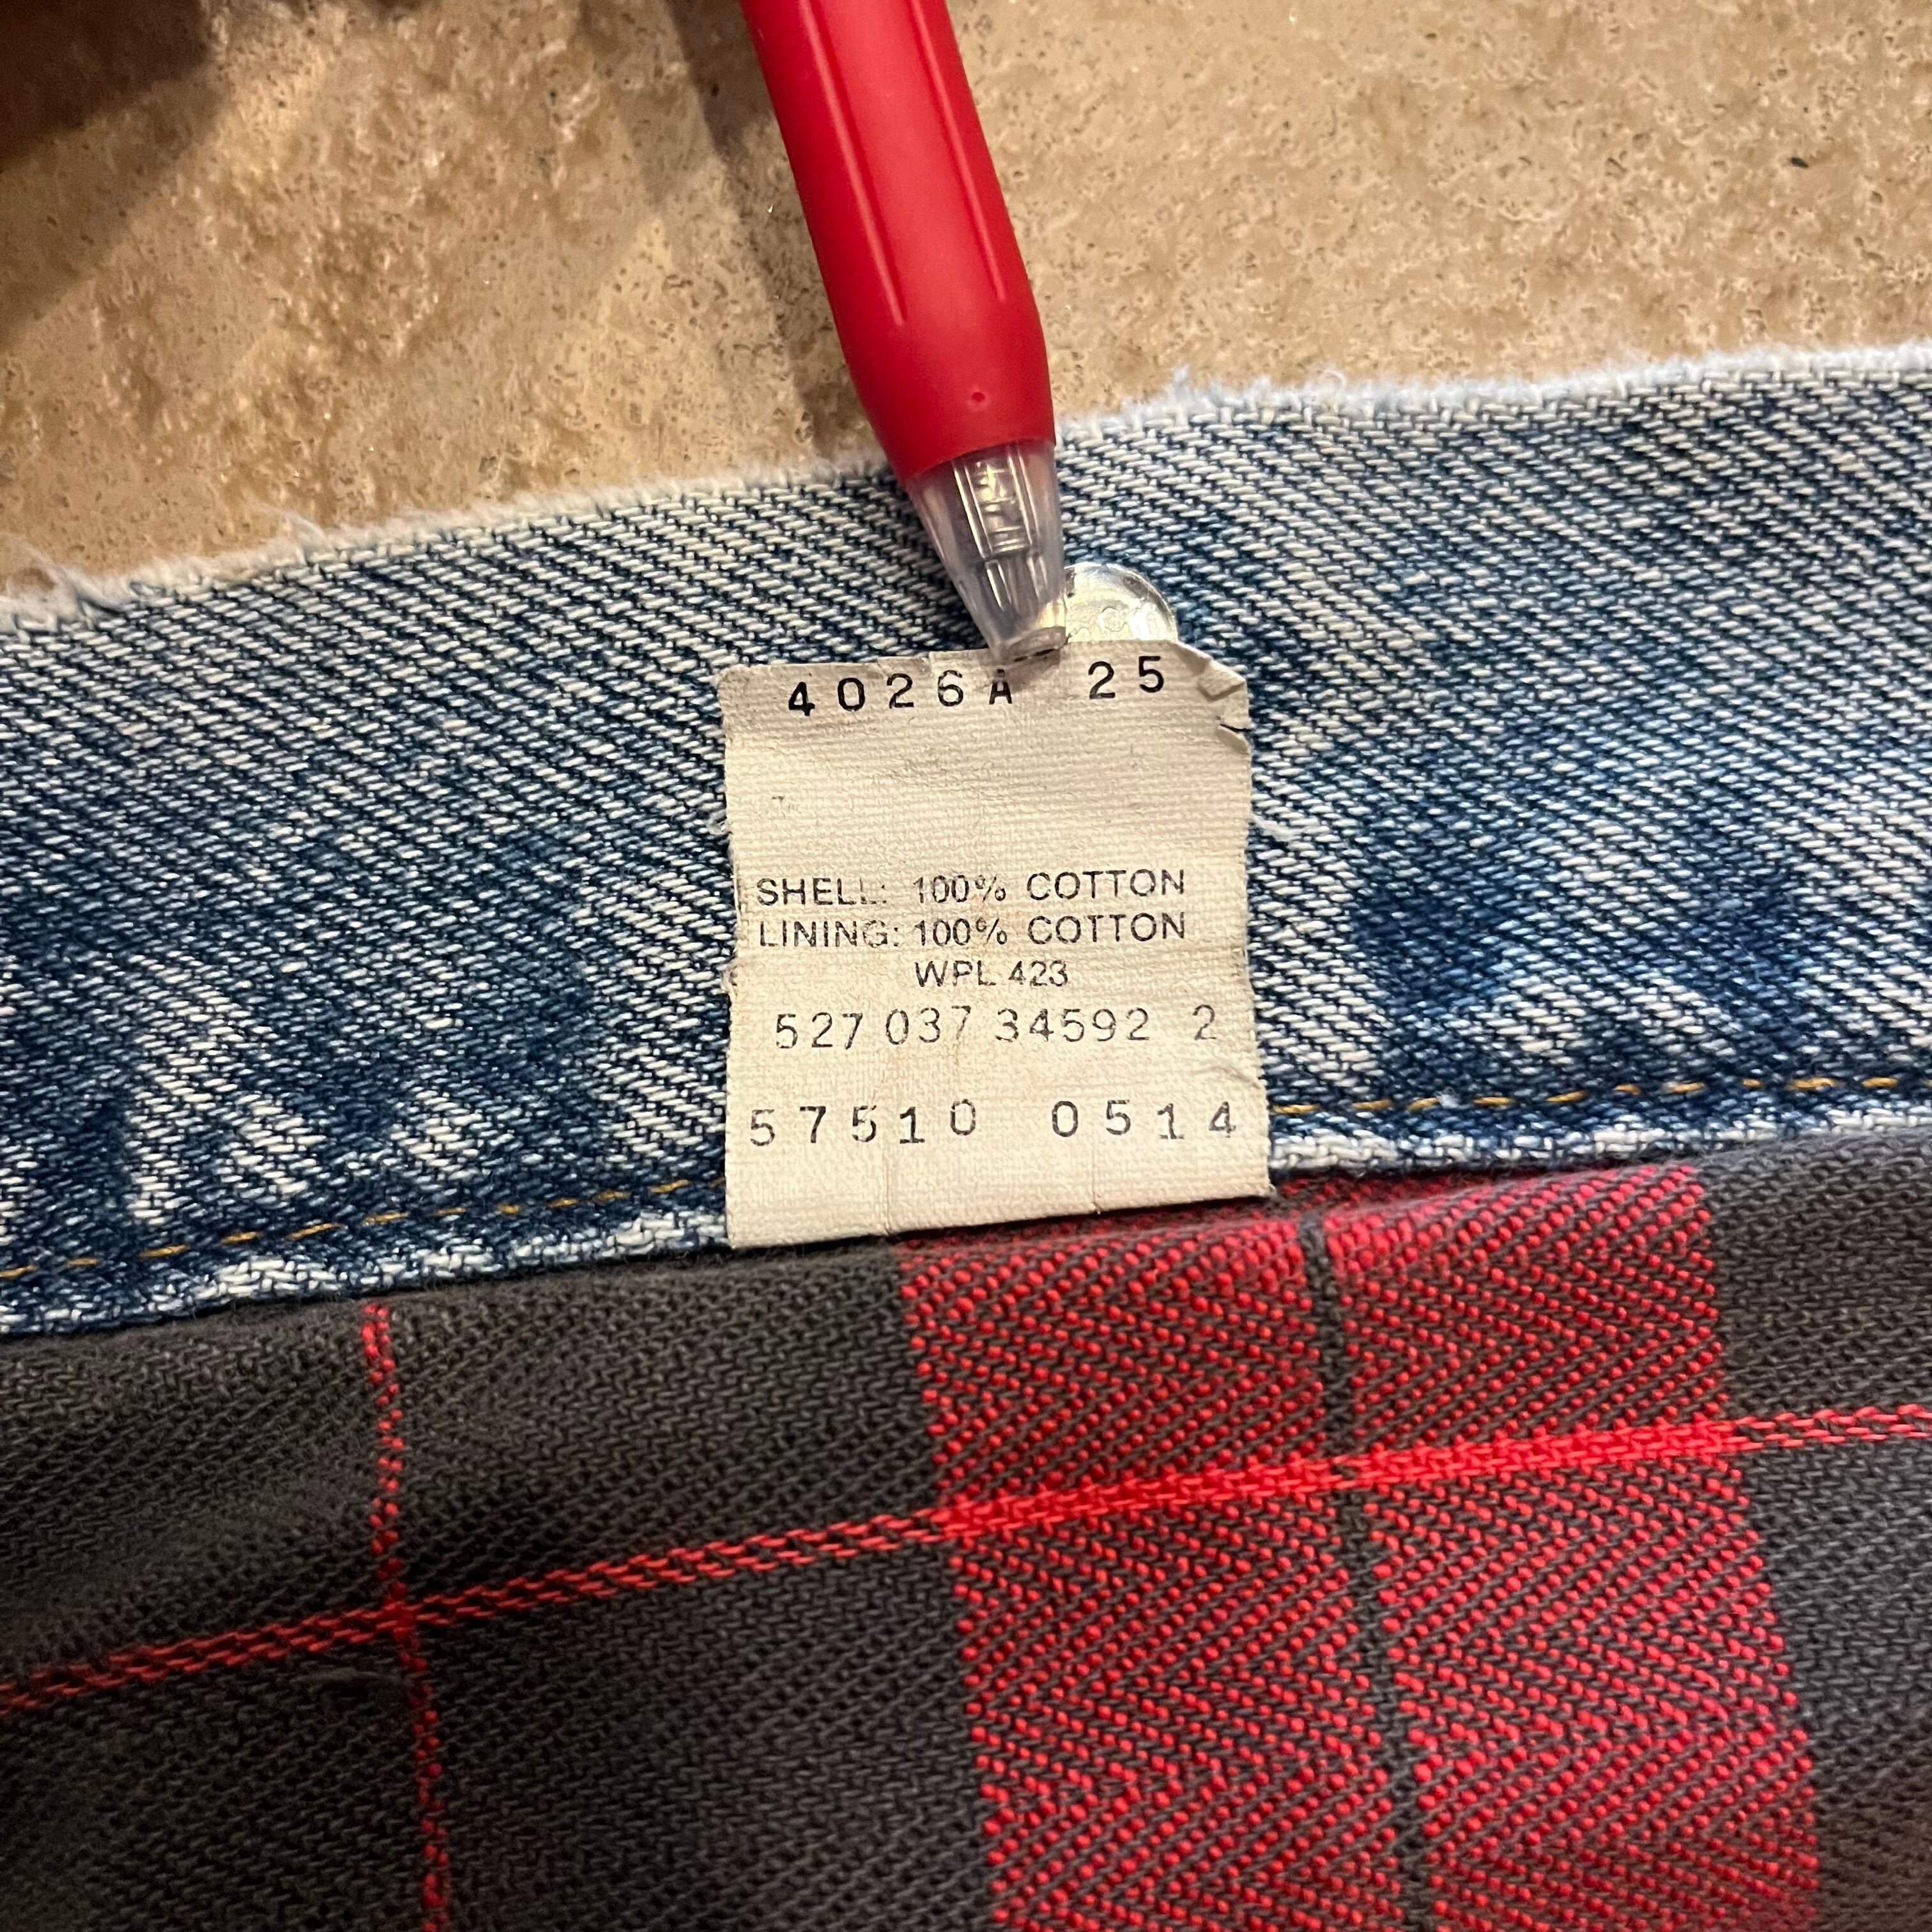 4026A 25
SHELL: 100% COTTON
LINING: 100% COTTON
WPL 423
527 037 34592 2
57510 0514